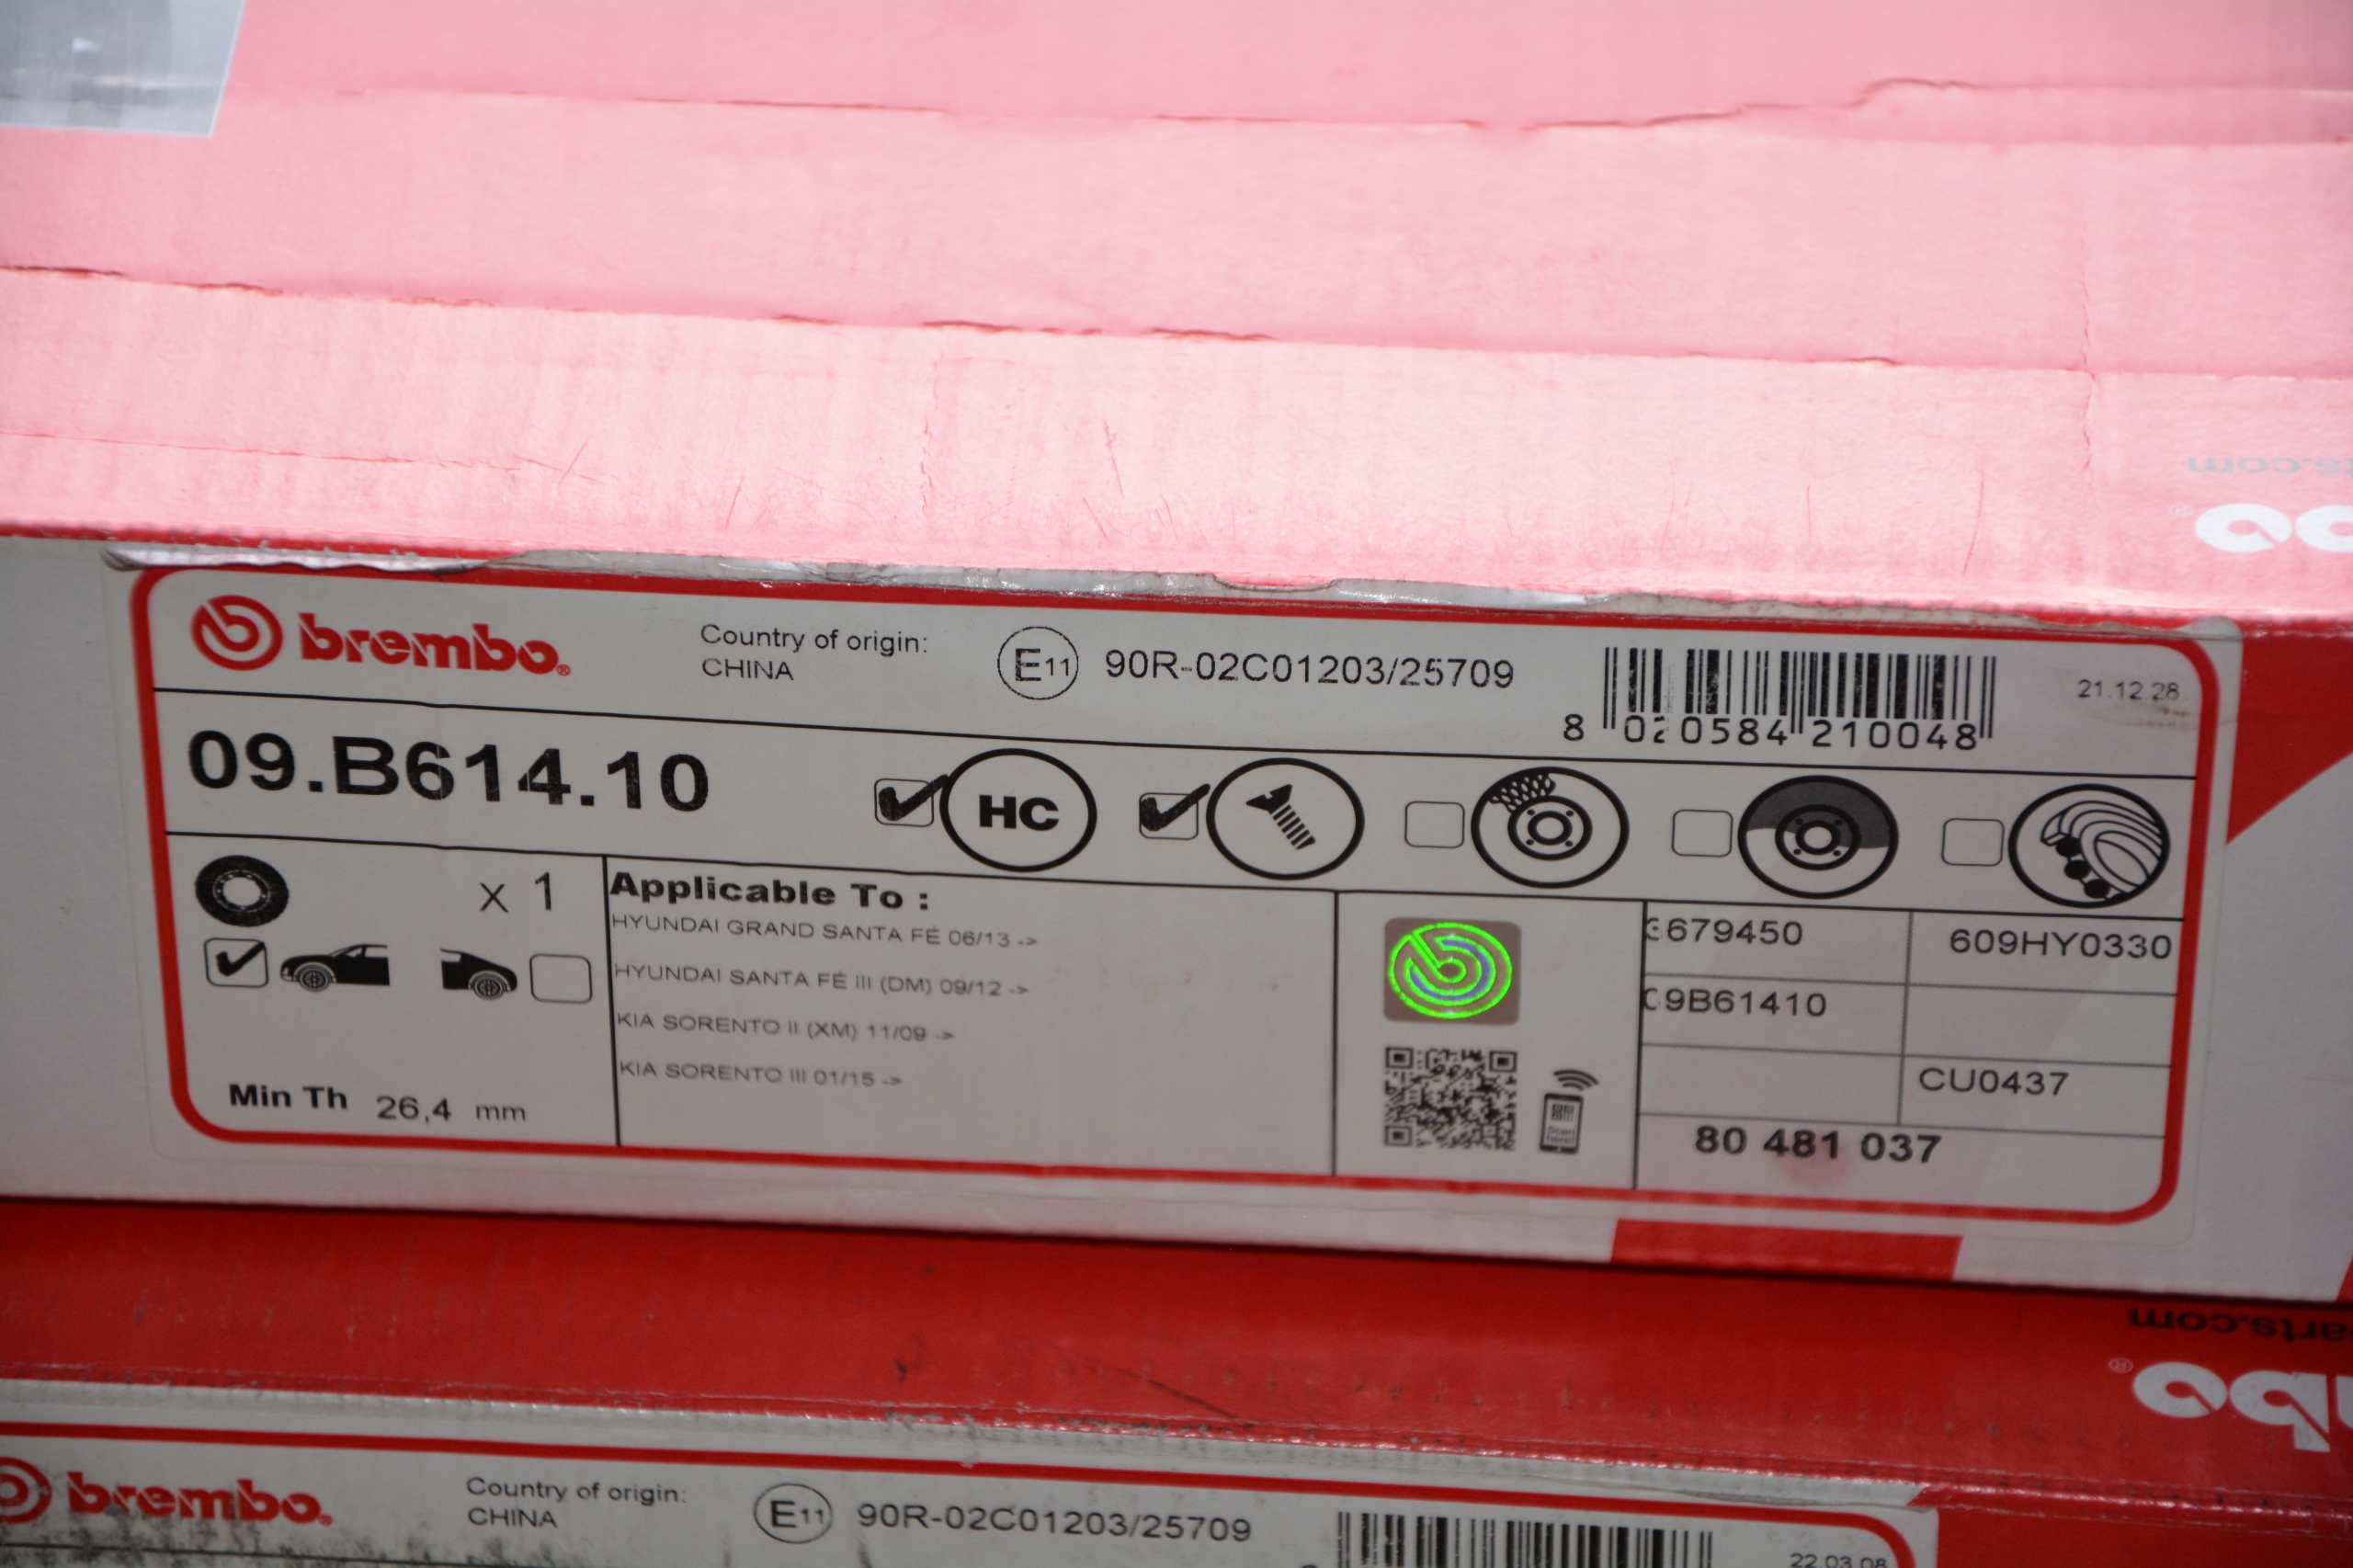 brembo®
Country of origin:
CHINA
E11 90R-02C01203/25709
8 020584 210048
21.12.28
09.B614.10
HC
x 1
Applicable To :
HYUNDAI GRAND SANTA FÉ 06/13 ->
HYUNDAI SANTA FÉ III (DM) 09/12 ->
KIA SORENTO II (XM) 11/09 ->
KIA SORENTO III 01/15 ->
Min Th 26,4 mm
Scan here!
679450
609HY0330
09B61410
CU0437
80 481 037
brembo®
Country of origin:
CHINA
E11 90R-02C01203/25709
22.03.08